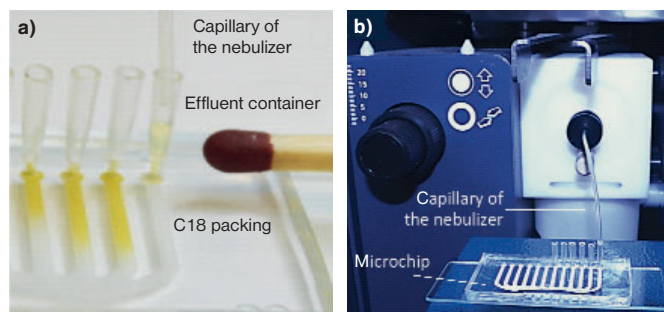 a)
Capillary of
the nebulizer
Effluent container
C18 packing
b)
20
15
10
5
0
Capillary of
the nebulizer
Microchip